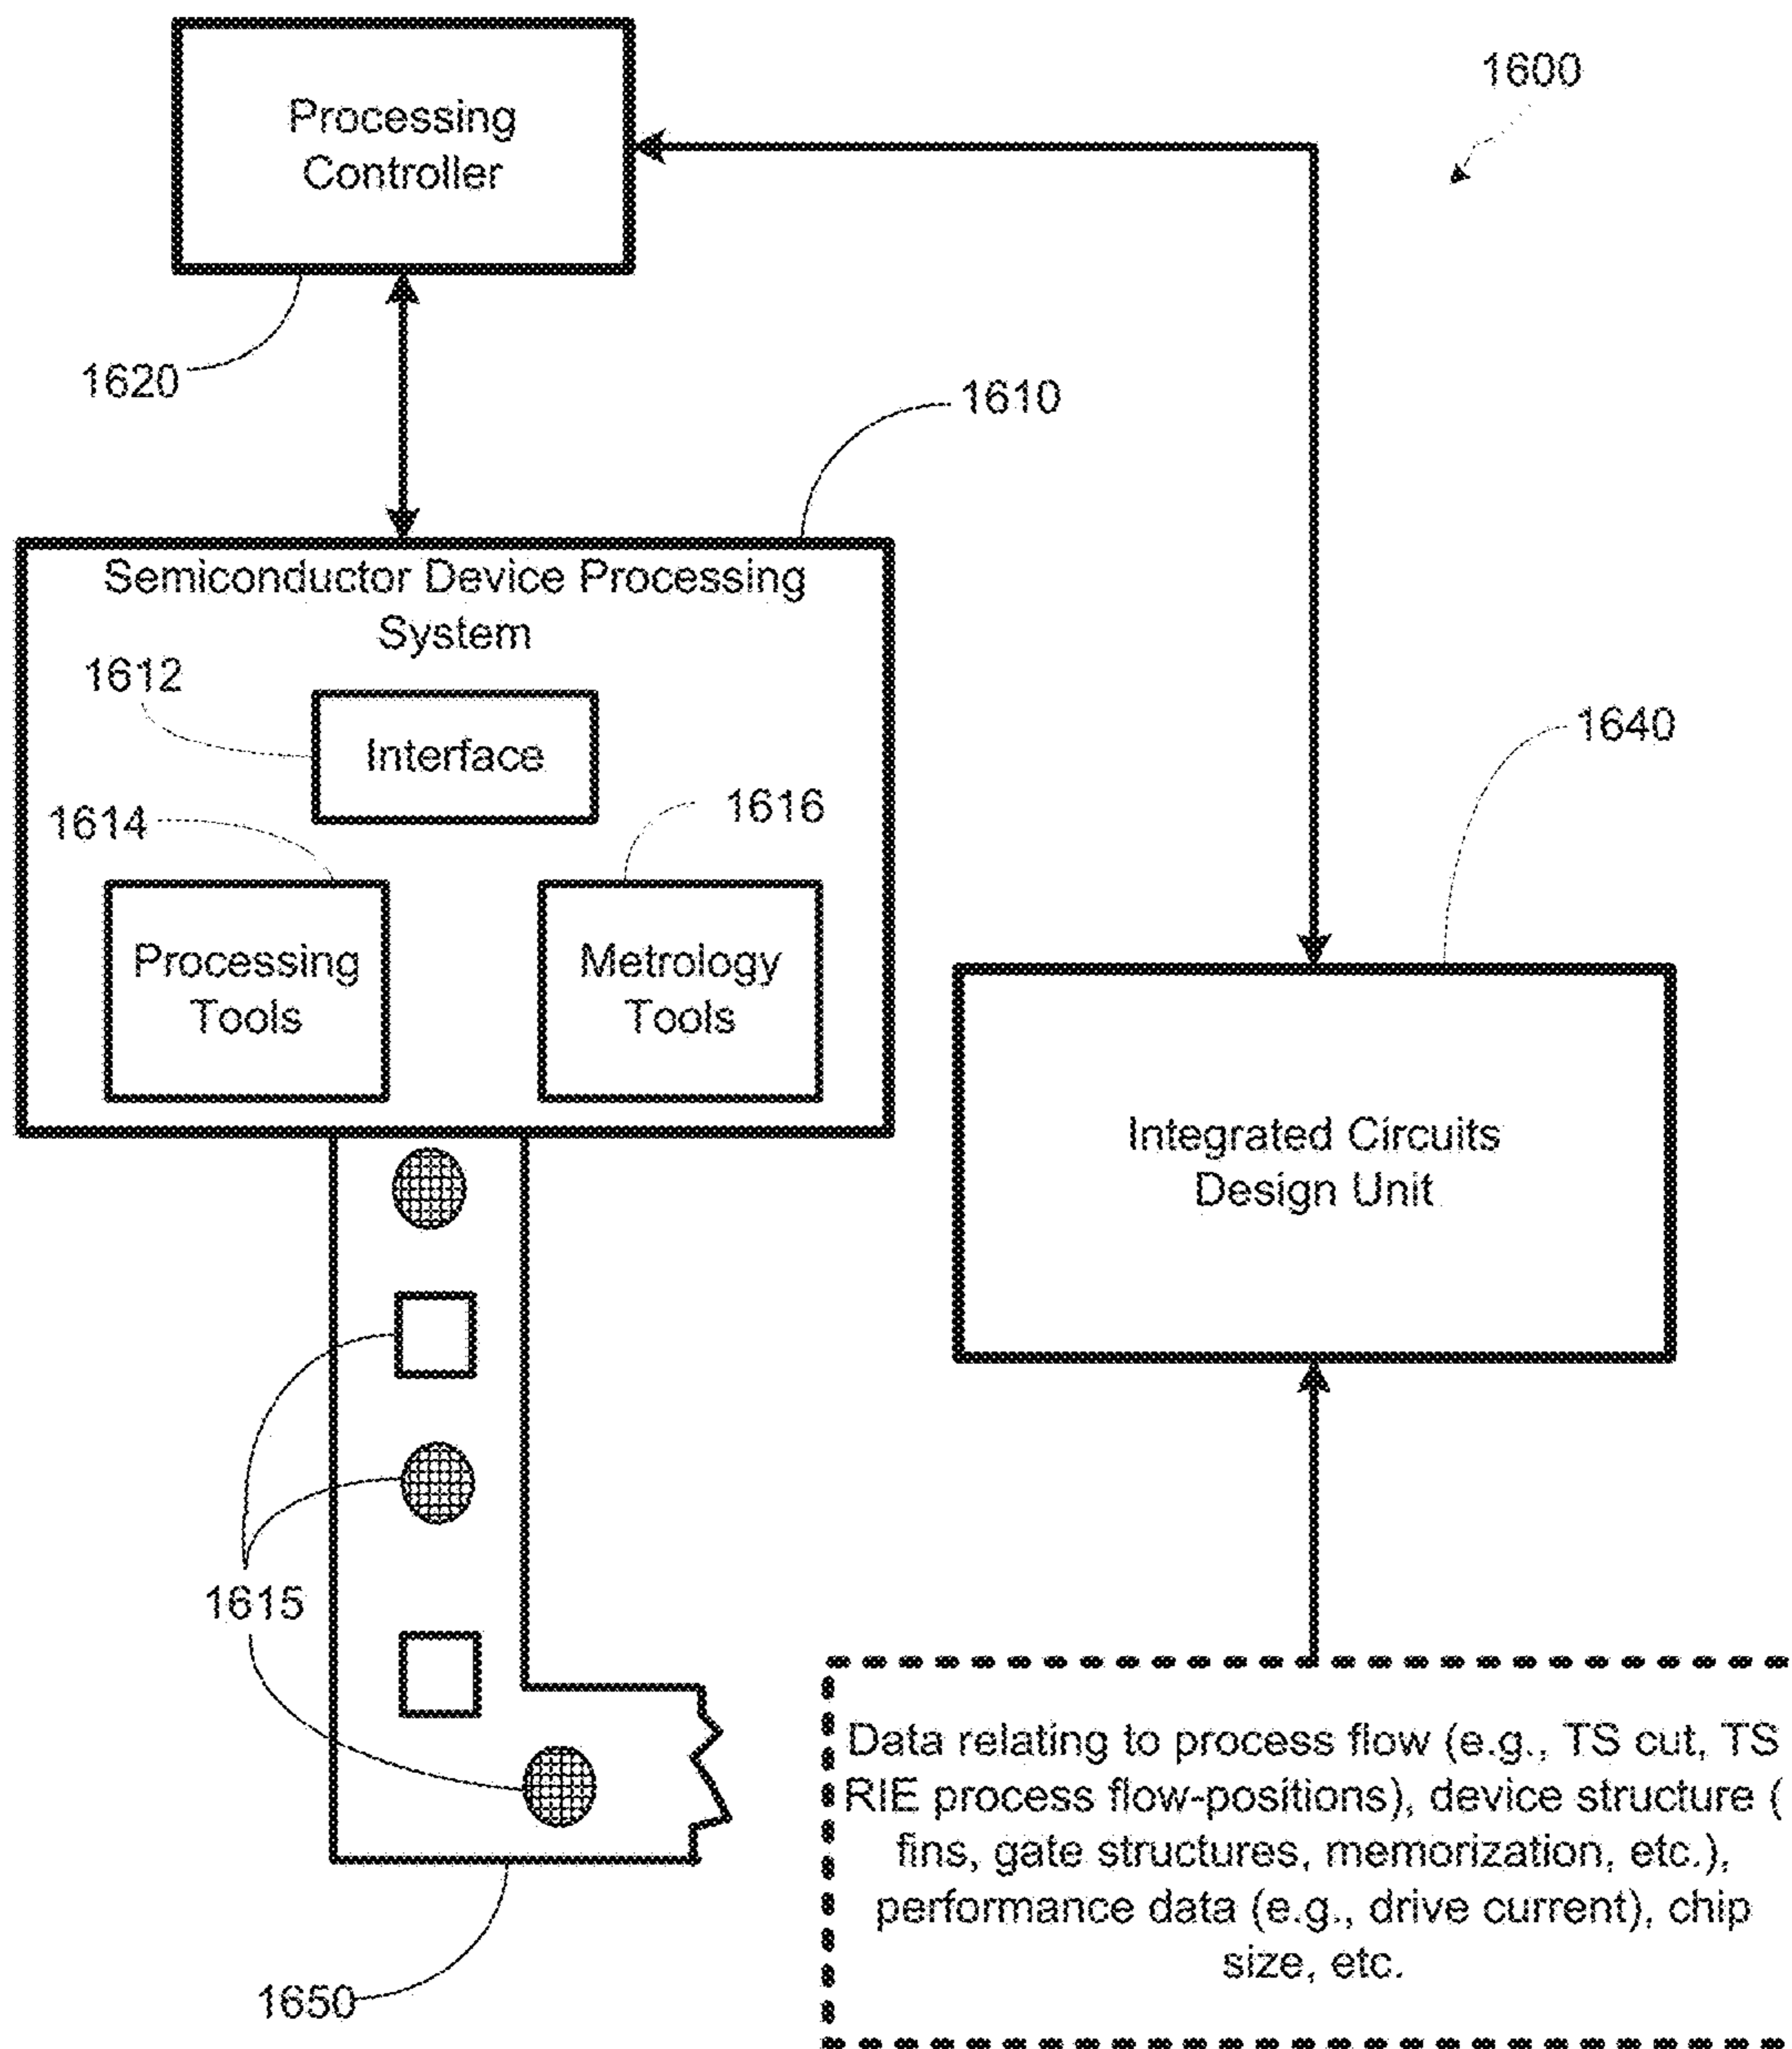 Processing
Controller
1600
1620
1610
Semiconductor Device Processing
System
1612
Interface
1640
1614
1616
Processing
Tools
Metrology
Tools
Integrated Circuits
Design Unit
1615
Data relating to process flow (e.g., TS cut, TS
RIE process flow-positions), device structure (
fins, gate structures, memorization, etc.),
performance data (e.g., drive current), chip
size, etc.
1650